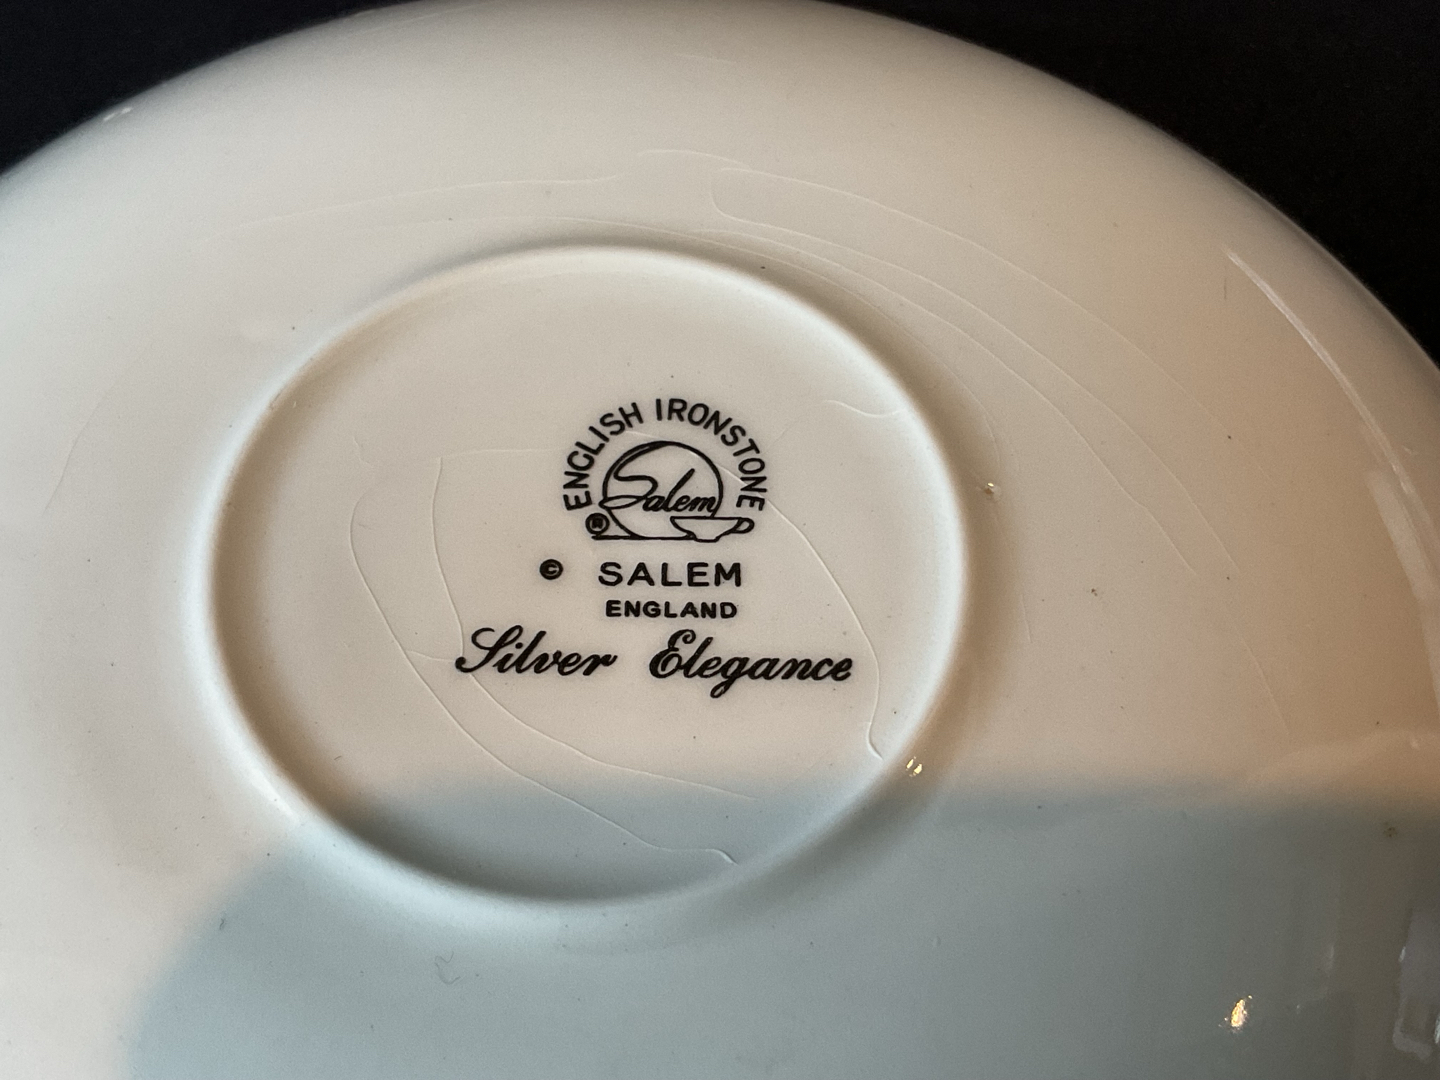 ENGLISH IRONSTONE
Salem
®
© SALEM
ENGLAND
Silver Elegance